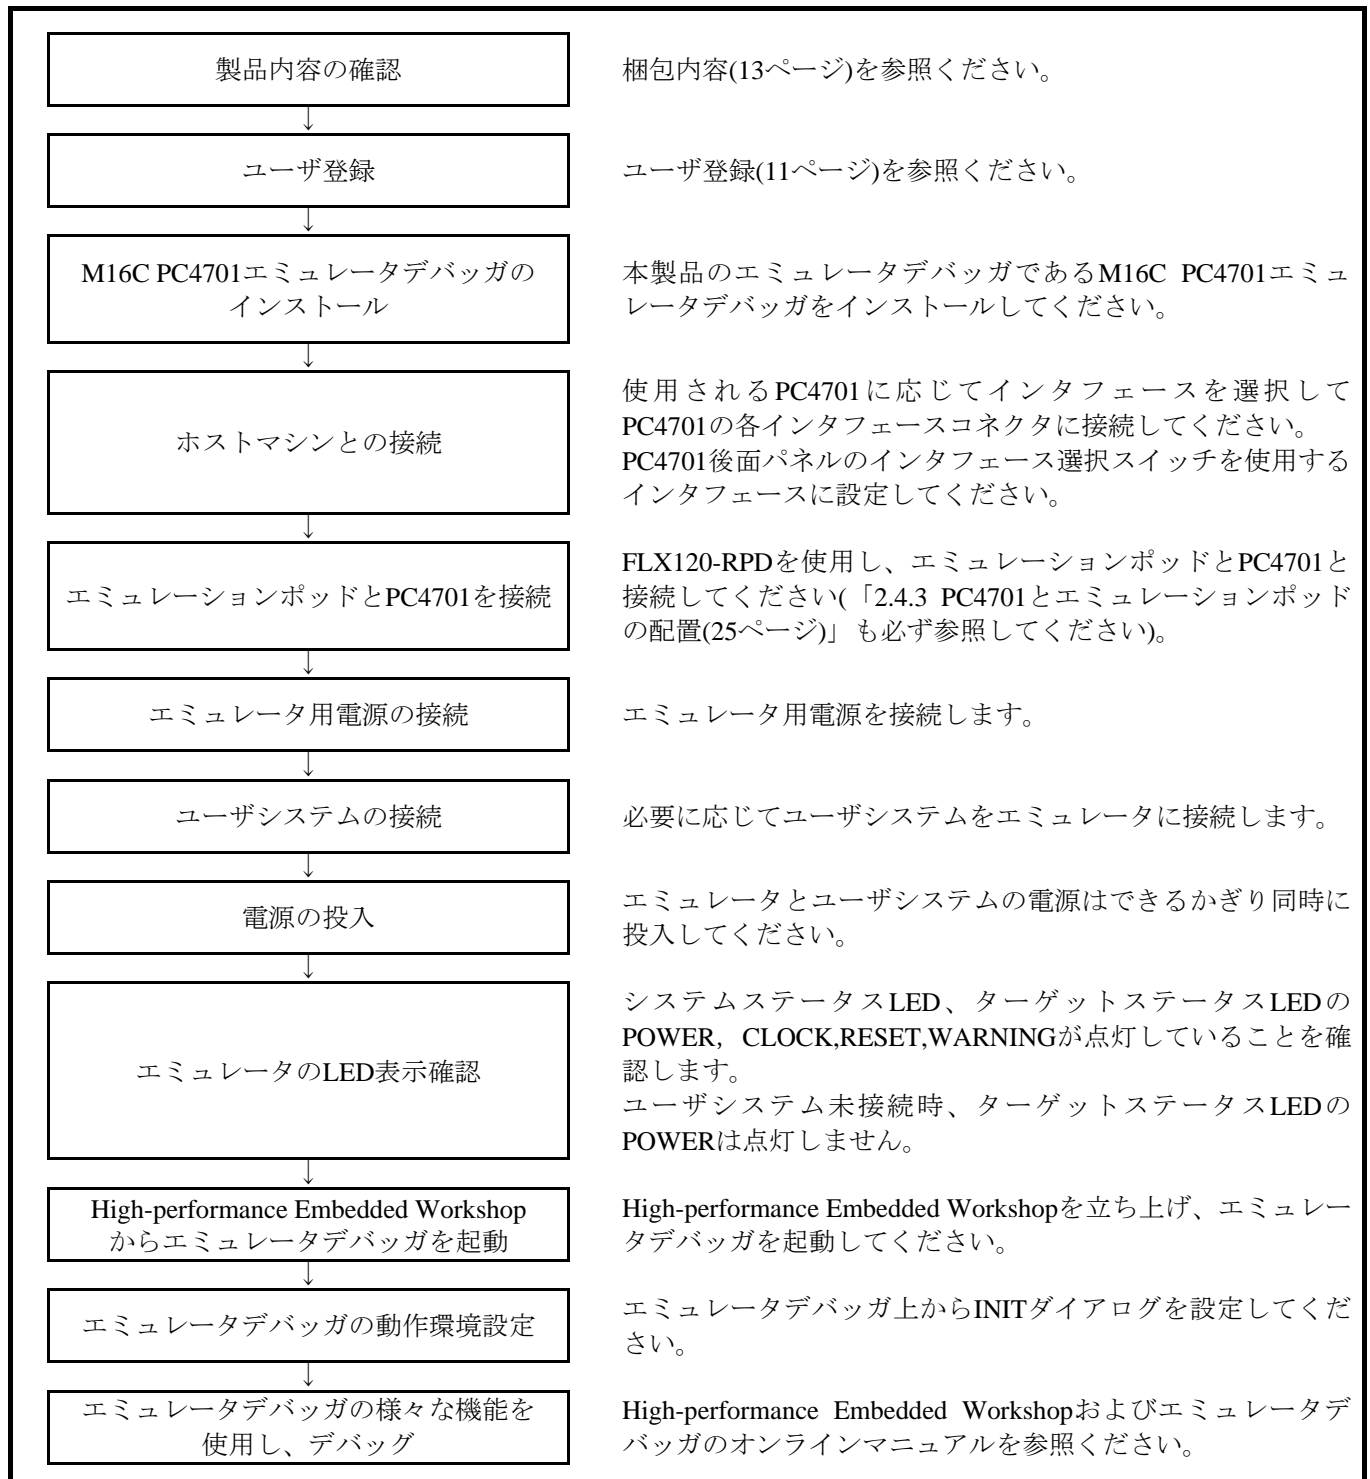 製品内容の確認
梱包内容(13ページ)を参照ください。
↓
ユーザ登録
ユーザ登録(11ページ)を参照ください。
↓
M16C PC4701エミュレータデバッガの
インストール
本製品のエミュレータデバッガであるM16C PC4701エミュ
レータデバッガをインストールしてください。
↓
ホストマシンとの接続
使用されるPC4701に応じてインタフェースを選択して
PC4701の各インタフェースコネクタに接続してください。
PC4701後面パネルのインタフェース選択スイッチを使用する
インタフェースに設定してください。
↓
エミュレーションポッドとPC4701を接続
FLX120-RPDを使用し、エミュレーションポッドとPC4701と
接続してください(「2.4.3 PC4701とエミュレーションポッド
の配置(25ページ)」も必ず参照してください)。
↓
エミュレータ用電源の接続
エミュレータ用電源を接続します。
↓
ユーザシステムの接続
必要に応じてユーザシステムをエミュレータに接続します。
↓
電源の投入
エミュレータとユーザシステムの電源はできるかぎり同時に
投入してください。
↓
エミュレータのLED表示確認
システムステータスLED、ターゲットステータスLEDの
POWER，CLOCK,RESET,WARNINGが点灯していることを確
認します。
ユーザシステム未接続時、ターゲットステータスLEDの
POWERは点灯しません。
↓
High-performance Embedded Workshop
からエミュレータデバッガを起動
High-performance Embedded Workshopを立ち上げ、エミュレー
タデバッガを起動してください。
↓
エミュレータデバッガの動作環境設定
エミュレータデバッガ上からINITダイアログを設定してくだ
さい。
↓
エミュレータデバッガの様々な機能を
使用し、デバッグ
High-performance Embedded Workshopおよびエミュレータデ
バッガのオンラインマニュアルを参照ください。